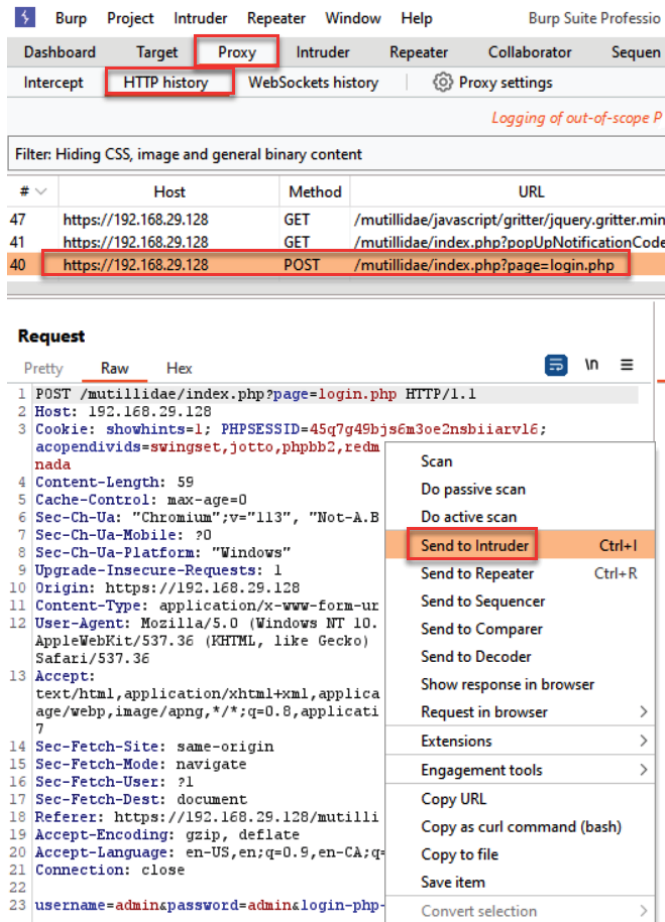 Burp Project Intruder Repeater Window Help Burp Suite Professio
Dashboard Target Proxy Intruder Repeater Collaborator Sequen
Intercept HTTP history WebSockets history Proxy settings
Logging of out-of-scope P
Filter: Hiding CSS, image and general binary content
# Host Method URL
47 https://192.168.29.128 GET /mutillidae/javascript/gritter/jquery.gritter.min
41 https://192.168.29.128 GET /mutillidae/index.php?popUpNotificationCode
40 https://192.168.29.128 POST /mutillidae/index.php?page=login.php
Request
Pretty Raw Hex \n
1 POST /mutillidae/index.php?page=login.php HTTP/1.1
2 Host: 192.168.29.128
3 Cookie: showhints=1; PHPSESSID=45q7g49bjs6m3oe2nsbiiarv16;
acopendivids=swingset,jotto,phpbb2,redm
nada
4 Content-Length: 59
5 Cache-Control: max-age=0
6 Sec-Ch-Ua: "Chromium";v="113", "Not-A.B
7 Sec-Ch-Ua-Mobile: ?0
8 Sec-Ch-Ua-Platform: "Windows"
9 Upgrade-Insecure-Requests: 1
10 Origin: https://192.168.29.128
11 Content-Type: application/x-www-form-ur
12 User-Agent: Mozilla/5.0 (Windows NT 10.
AppleWebKit/537.36 (KHTML, like Gecko)
Safari/537.36
13 Accept:
text/html,application/xhtml+xml,applica
age/webp,image/apng,*/*;q=0.8,applicati
7
14 Sec-Fetch-Site: same-origin
15 Sec-Fetch-Mode: navigate
16 Sec-Fetch-User: ?1
17 Sec-Fetch-Dest: document
18 Referer: https://192.168.29.128/mutilli
19 Accept-Encoding: gzip, deflate
20 Accept-Language: en-US,en;q=0.9,en-CA;q=
21 Connection: close
22
23 username=admin&password=admin&login-php-
Scan
Do passive scan
Do active scan
Send to Intruder Ctrl+I
Send to Repeater Ctrl+R
Send to Sequencer
Send to Comparer
Send to Decoder
Show response in browser
Request in browser >
Extensions >
Engagement tools >
Copy URL
Copy as curl command (bash)
Copy to file
Save item
Convert selection >